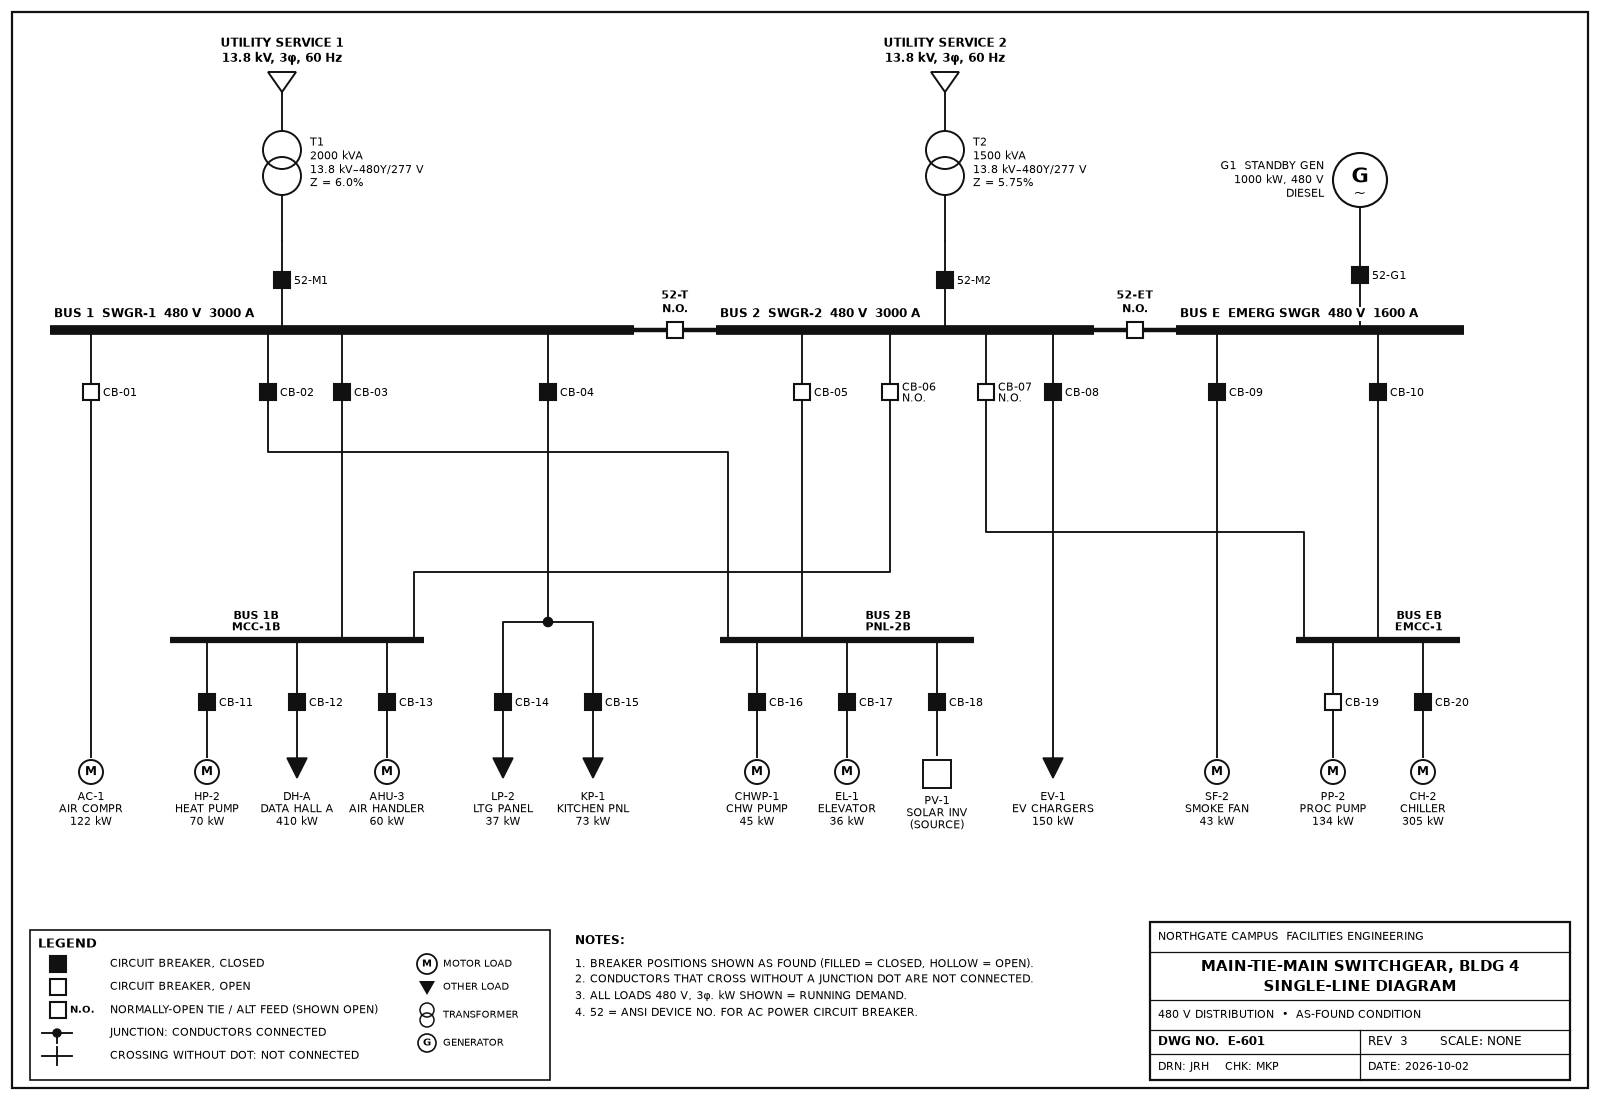 UTILITY SERVICE 1
13.8 kV, 3φ, 60 Hz
UTILITY SERVICE 2
13.8 kV, 3φ, 60 Hz
T1
2000 kVA
13.8 kV–480Y/277 V
Z = 6.0%
T2
1500 kVA
13.8 kV–480Y/277 V
Z = 5.75%
G1  STANDBY GEN
1000 kW, 480 V
DIESEL
G
~
52-M1
52-M2
52-G1
52-T
N.O.
52-ET
N.O.
BUS 1  SWGR-1  480 V  3000 A
BUS 2  SWGR-2  480 V  3000 A
BUS E  EMERG SWGR  480 V  1600 A
CB-01
CB-02
CB-03
CB-04
CB-05
CB-06
N.O.
CB-07
N.O.
CB-08
CB-09
CB-10
BUS 1B
MCC-1B
BUS 2B
PNL-2B
BUS EB
EMCC-1
CB-11
CB-12
CB-13
CB-14
CB-15
CB-16
CB-17
CB-18
CB-19
CB-20
M
AC-1
AIR COMPR
122 kW
M
HP-2
HEAT PUMP
70 kW
DH-A
DATA HALL A
410 kW
M
AHU-3
AIR HANDLER
60 kW
LP-2
LTG PANEL
37 kW
KP-1
KITCHEN PNL
73 kW
M
CHWP-1
CHW PUMP
45 kW
M
EL-1
ELEVATOR
36 kW
PV-1
SOLAR INV
(SOURCE)
EV-1
EV CHARGERS
150 kW
M
SF-2
SMOKE FAN
43 kW
M
PP-2
PROC PUMP
134 kW
M
CH-2
CHILLER
305 kW
LEGEND
CIRCUIT BREAKER, CLOSED
CIRCUIT BREAKER, OPEN
N.O. NORMALLY-OPEN TIE / ALT FEED (SHOWN OPEN)
JUNCTION: CONDUCTORS CONNECTED
CROSSING WITHOUT DOT: NOT CONNECTED
M MOTOR LOAD
OTHER LOAD
TRANSFORMER
G GENERATOR
NOTES:
1. BREAKER POSITIONS SHOWN AS FOUND (FILLED = CLOSED, HOLLOW = OPEN).
2. CONDUCTORS THAT CROSS WITHOUT A JUNCTION DOT ARE NOT CONNECTED.
3. ALL LOADS 480 V, 3φ. kW SHOWN = RUNNING DEMAND.
4. 52 = ANSI DEVICE NO. FOR AC POWER CIRCUIT BREAKER.
NORTHGATE CAMPUS  FACILITIES ENGINEERING
MAIN-TIE-MAIN SWITCHGEAR, BLDG 4
SINGLE-LINE DIAGRAM
480 V DISTRIBUTION  •  AS-FOUND CONDITION
DWG NO.  E-601
REV  3
SCALE: NONE
DRN: JRH
CHK: MKP
DATE: 2026-10-02